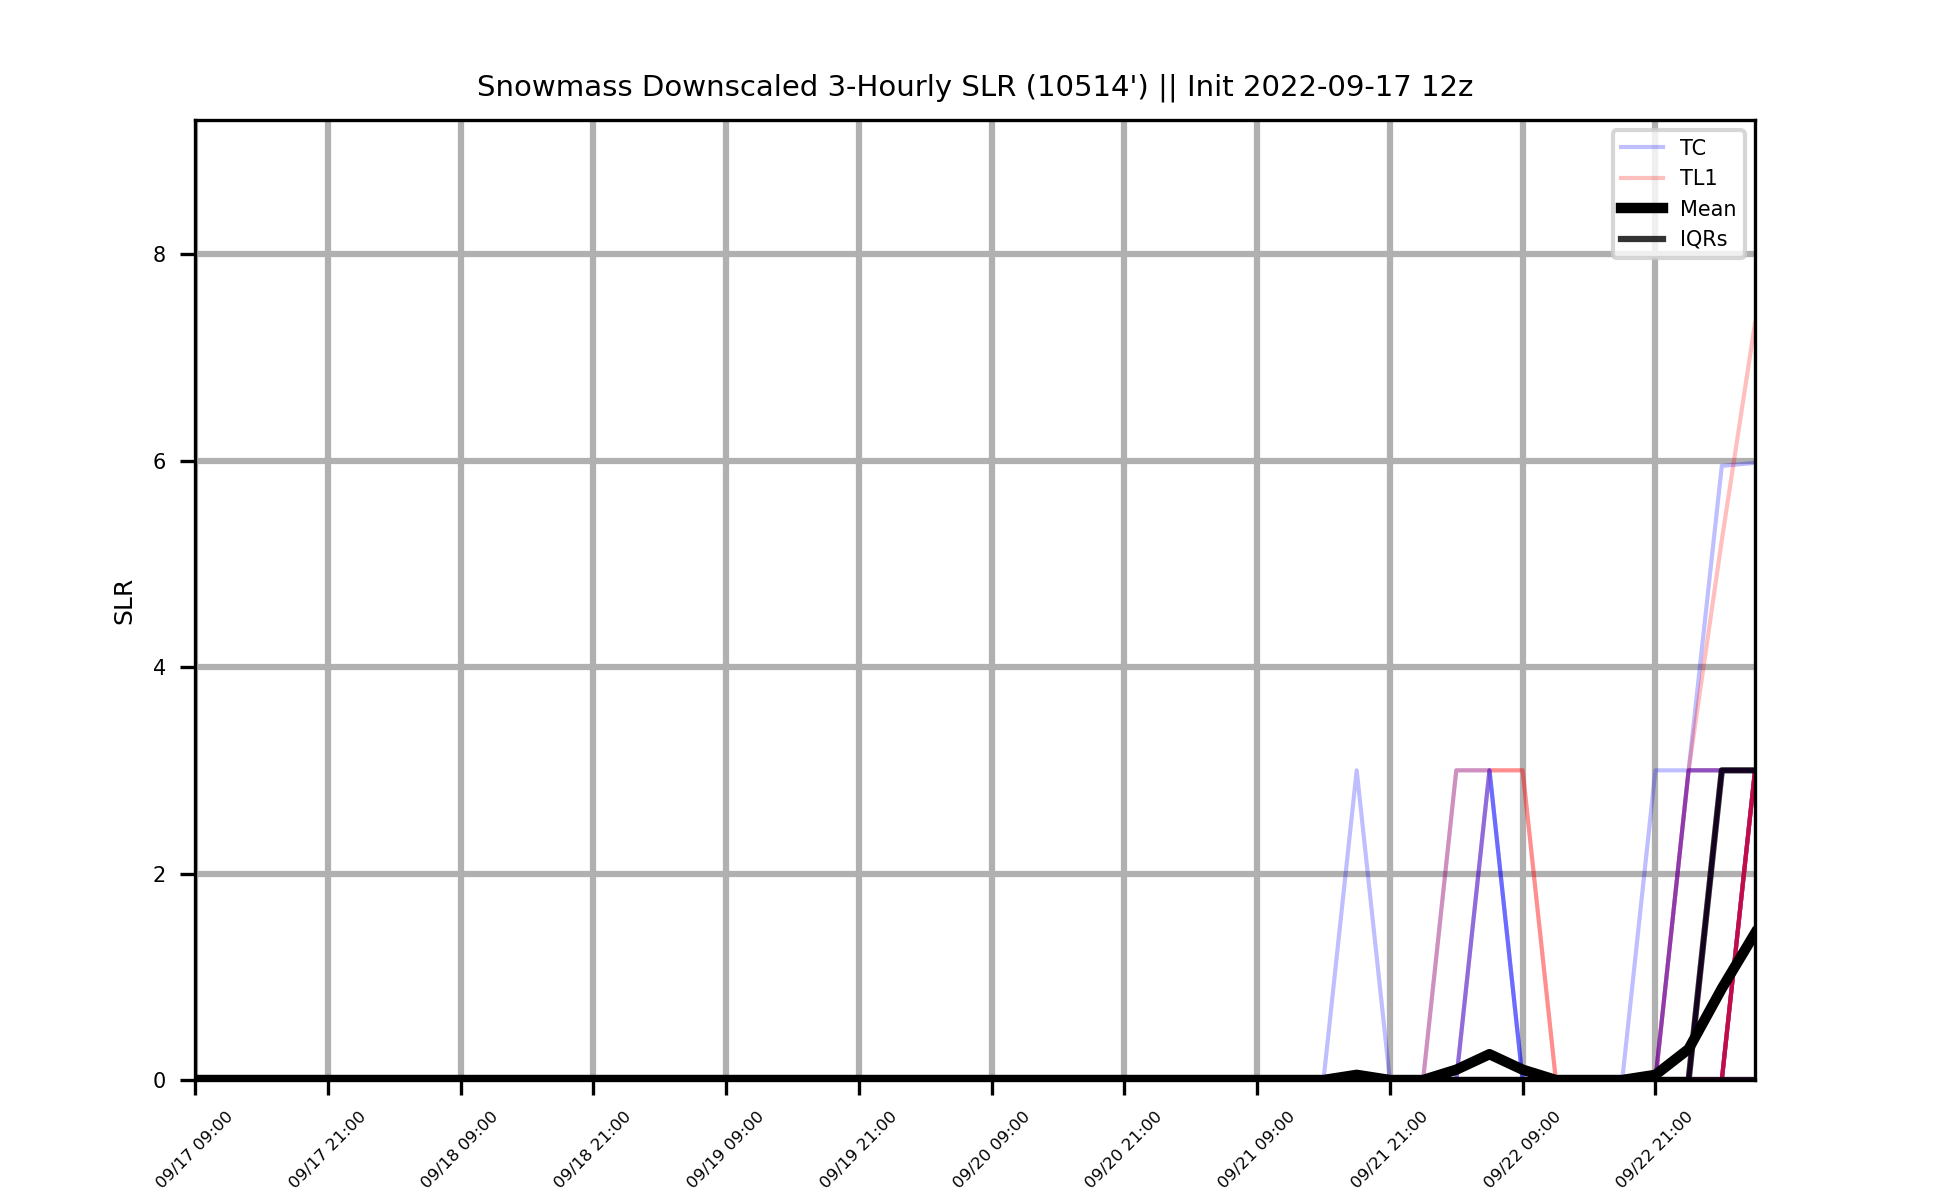 Snowmass Downscaled 3-Hourly SLR (10514') || Init 2022-09-17 12z
TC
TL1
Mean
IQRs
8
6
4
2
0
SLR
09/17 09:00
09/17 21:00
09/18 09:00
09/18 21:00
09/19 09:00
09/19 21:00
09/20 09:00
09/20 21:00
09/21 09:00
09/21 21:00
09/22 09:00
09/22 21:00